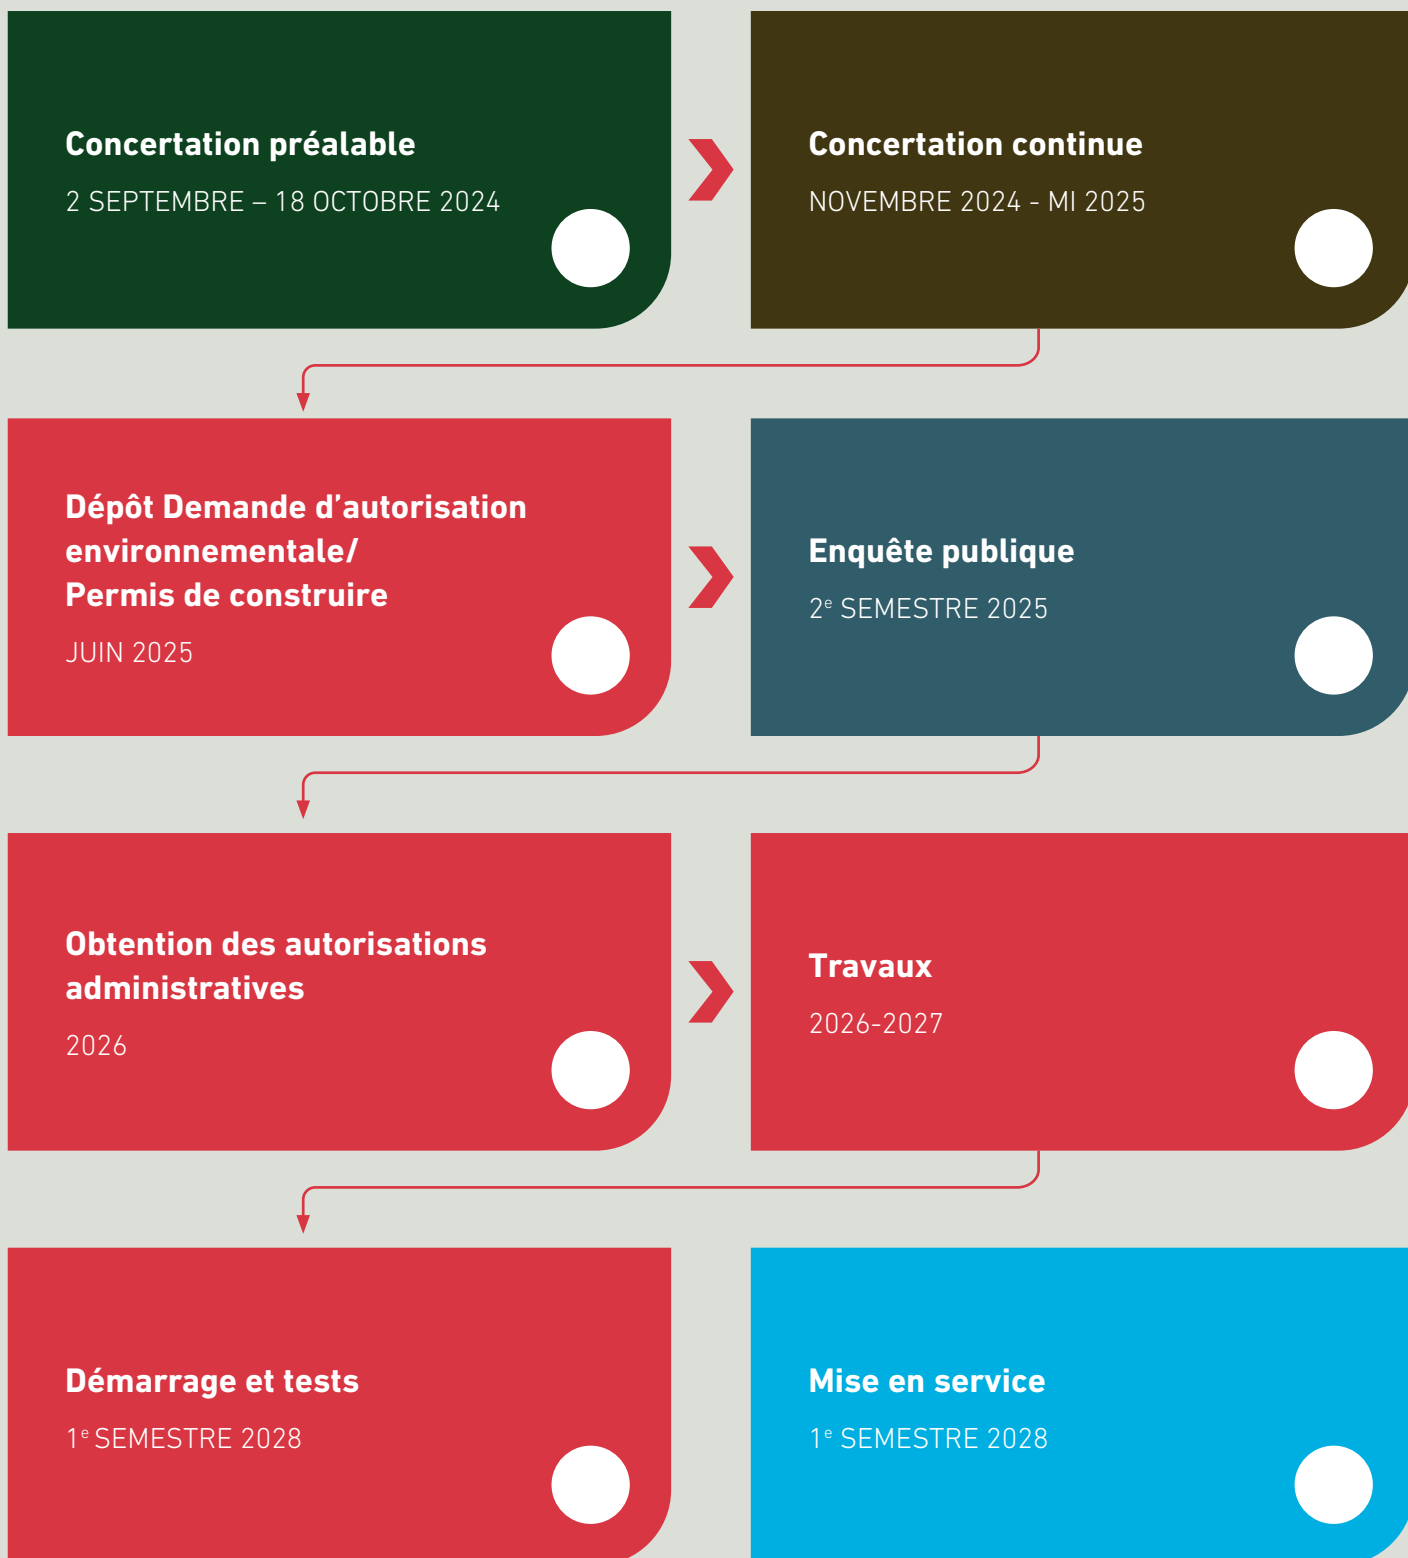 Concertation préalable
2 SEPTEMBRE – 18 OCTOBRE 2024
Concertation continue
NOVEMBRE 2024 - MI 2025
Dépôt Demande d’autorisation
environnementale/
Permis de construire
JUIN 2025
Enquête publique
2e SEMESTRE 2025
Obtention des autorisations
administratives
2026
Travaux
2026-2027
Démarrage et tests
1e SEMESTRE 2028
Mise en service
1e SEMESTRE 2028